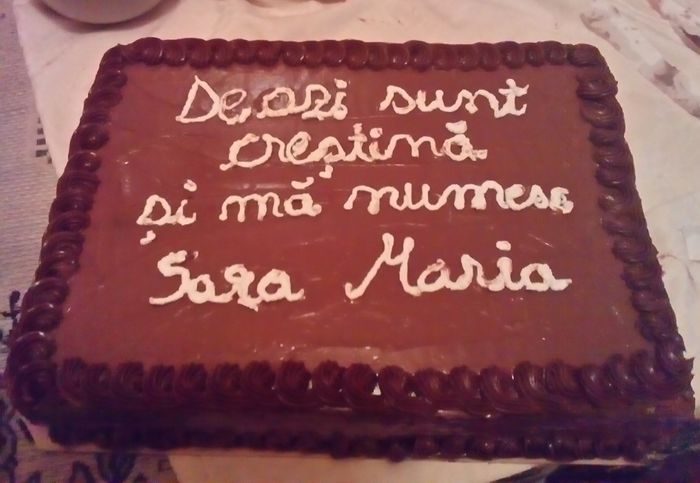 De azi sunt
creștină
și mă numesc
Sara Maria